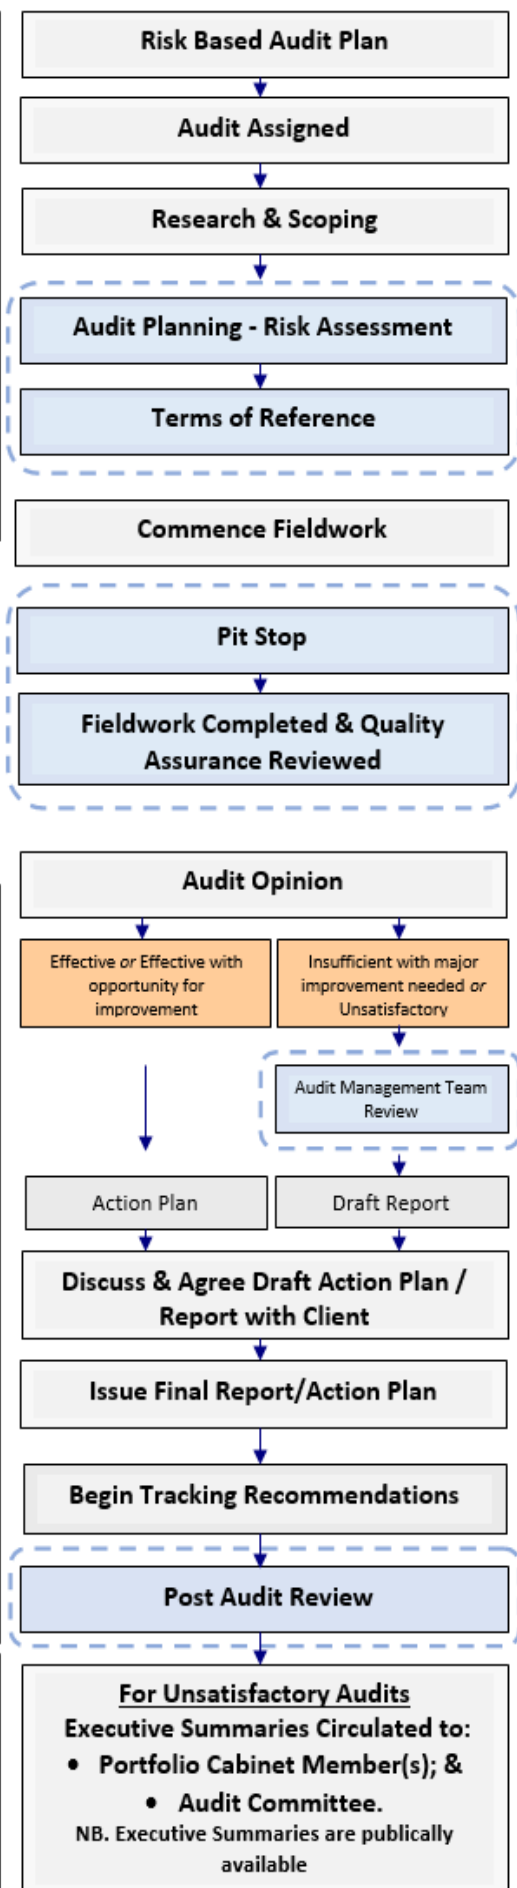 Risk Based Audit Plan
Audit Assigned
Research & Scoping
Audit Planning - Risk Assessment
Terms of Reference
Commence Fieldwork
Pit Stop
Fieldwork Completed & Quality
Assurance Reviewed
Audit Opinion
Effective or Effective with
opportunity for
improvement
Insufficient with major
improvement needed or
Unsatisfactory
Audit Management Team
Review
Action Plan
Draft Report
Discuss & Agree Draft Action Plan /
Report with Client
Issue Final Report/Action Plan
Begin Tracking Recommendations
Post Audit Review
For Unsatisfactory Audits
Executive Summaries Circulated to:
• Portfolio Cabinet Member(s); &
• Audit Committee.
NB. Executive Summaries are publically
available